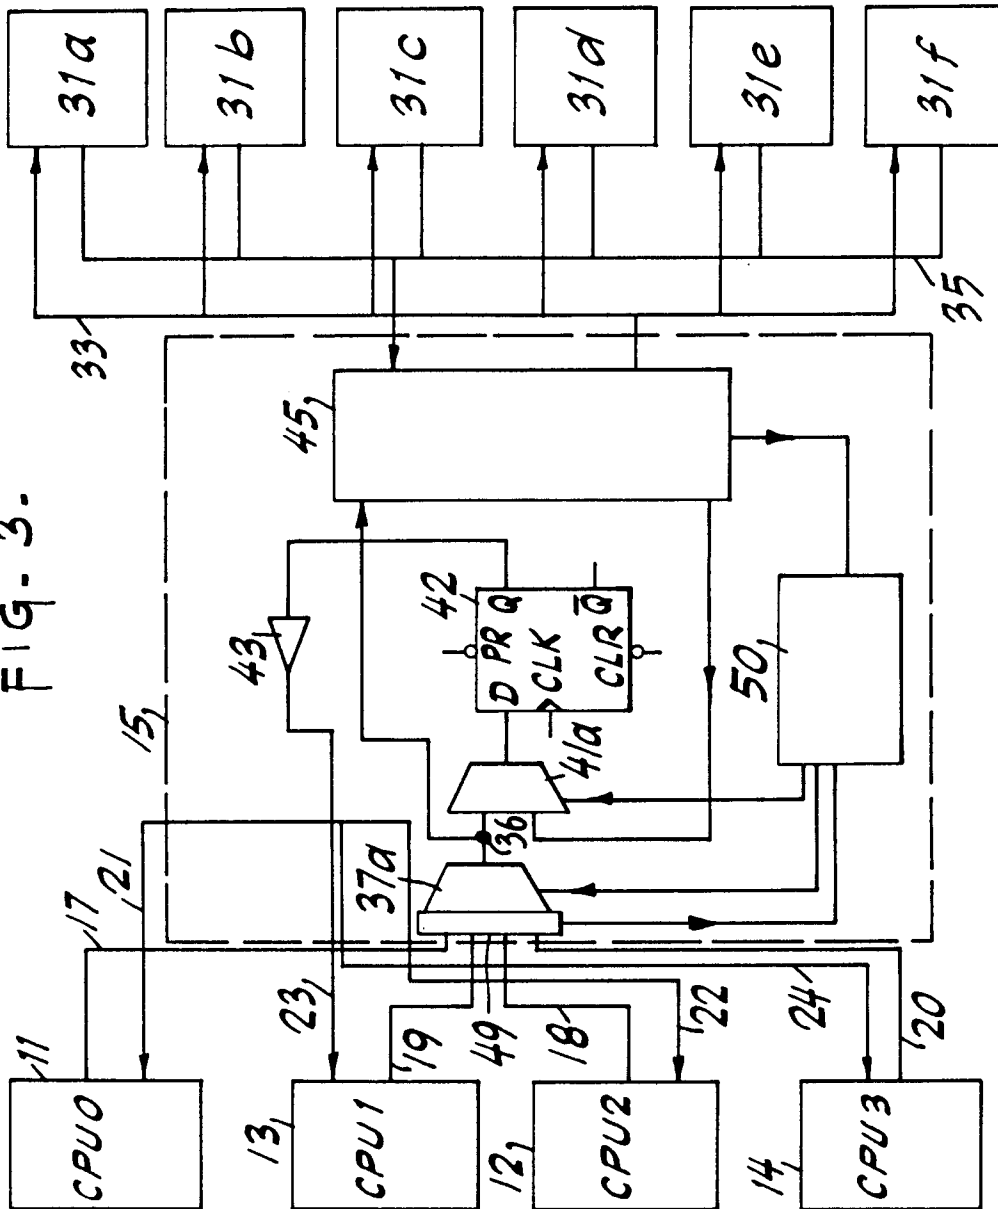 FIG-3.
31a
31b
31c
31d
31e
31f
33
35
15
45
43
42
D PR Q
CLK
CLR Q̅
41a
36
37a
50
17
21
23
19
49
18
22
24
20
11
CPU0
13
CPU1
12
CPU2
14
CPU3